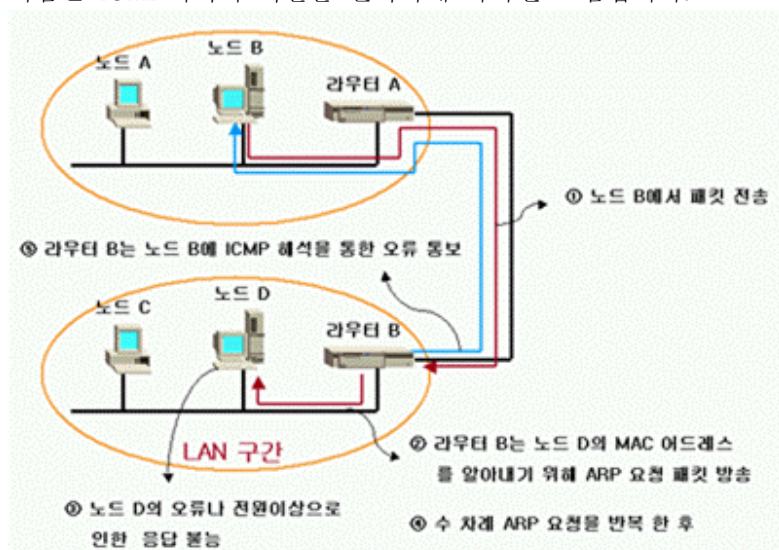 노드 A
노드 B
라우터 A
① 노드 B에서 패킷 전송
⑤ 라우터 B는 노드 B에 ICMP 해석을 통한 오류 통보
노드 C
노드 D
라우터 B
LAN 구간
② 라우터 B는 노드 D의 MAC 어드레스
를 알아내기 위해 ARP 요청 패킷 방송
③ 노드 D의 오류나 전원이상으로
인한 응답 불능
④ 수 차례 ARP 요청을 반복 한 후